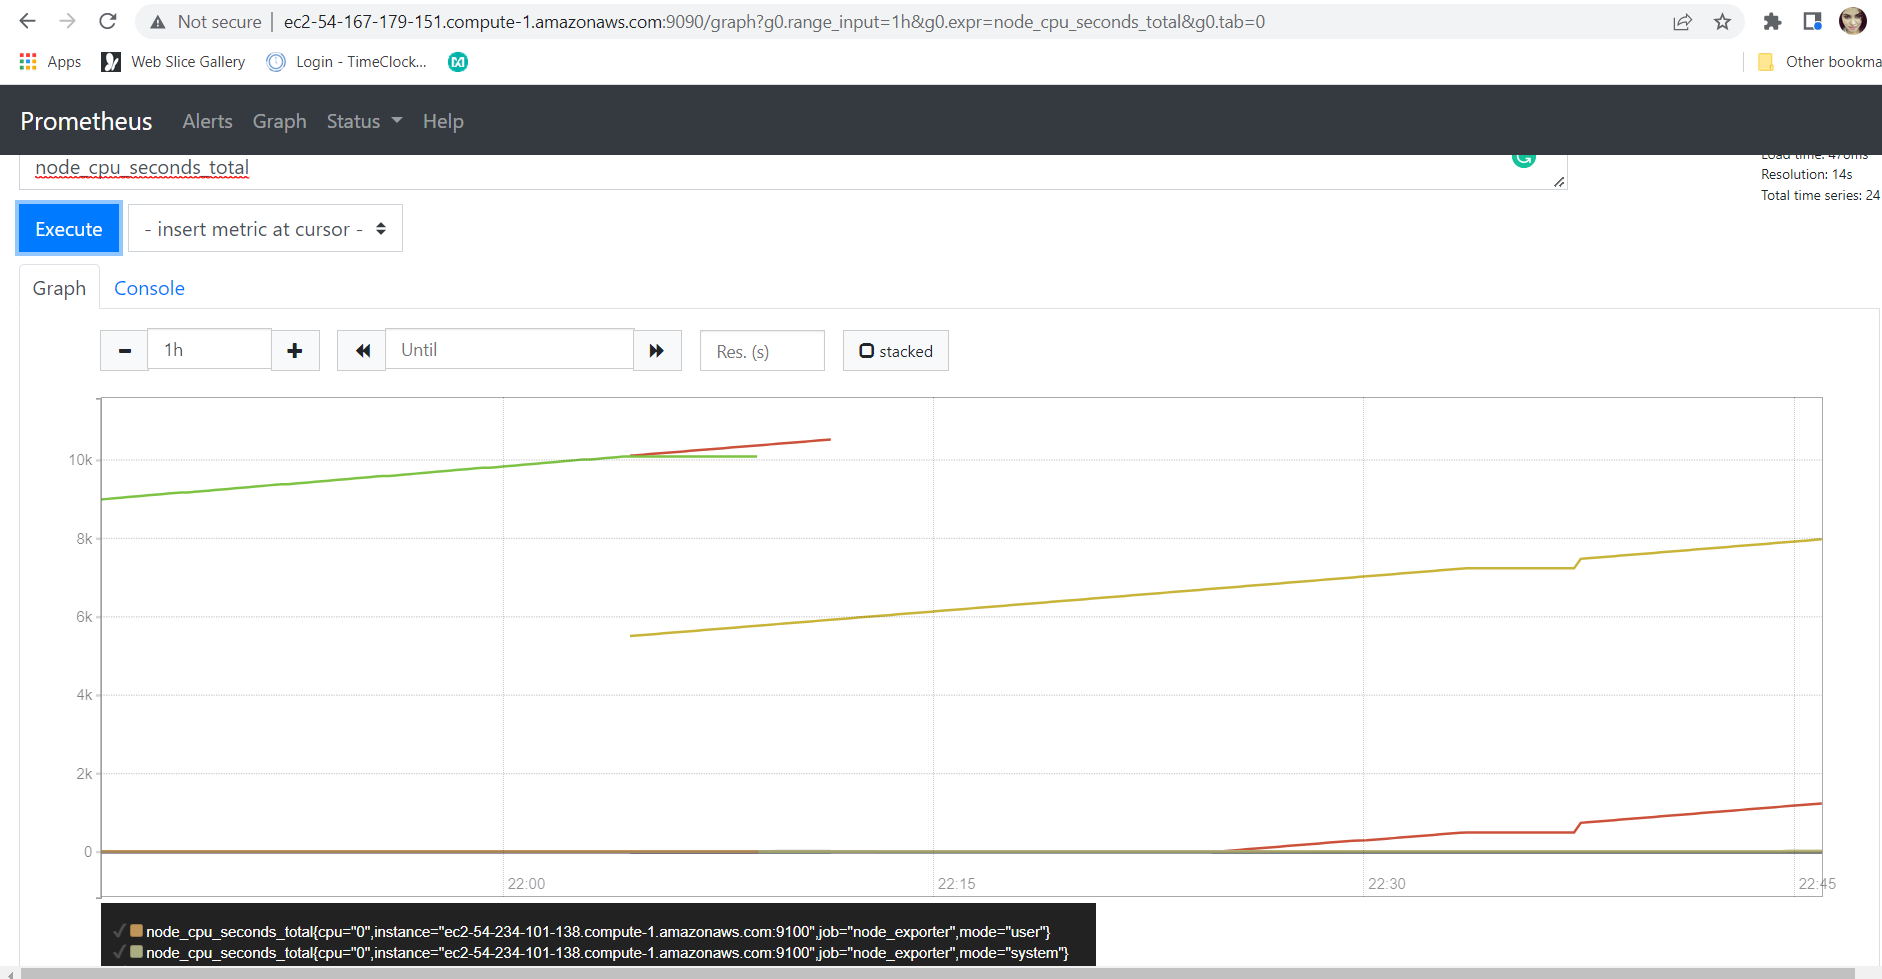 Not secure | ec2-54-167-179-151.compute-1.amazonaws.com:9090/graph?g0.range_input=1h&g0.expr=node_cpu_seconds_total&g0.tab=0
Apps Web Slice Gallery Login - TimeClock... Other bookma
Prometheus Alerts Graph Status Help
node_cpu_seconds_total
Load time: 476ms
Resolution: 14s
Total time series: 24
Execute - insert metric at cursor -
Graph Console
1h Until Res. (s) stacked
10k
8k
6k
4k
2k
0
22:00 22:15 22:30 22:45
node_cpu_seconds_total{cpu="0",instance="ec2-54-234-101-138.compute-1.amazonaws.com:9100",job="node_exporter",mode="user"}
node_cpu_seconds_total{cpu="0",instance="ec2-54-234-101-138.compute-1.amazonaws.com:9100",job="node_exporter",mode="system"}